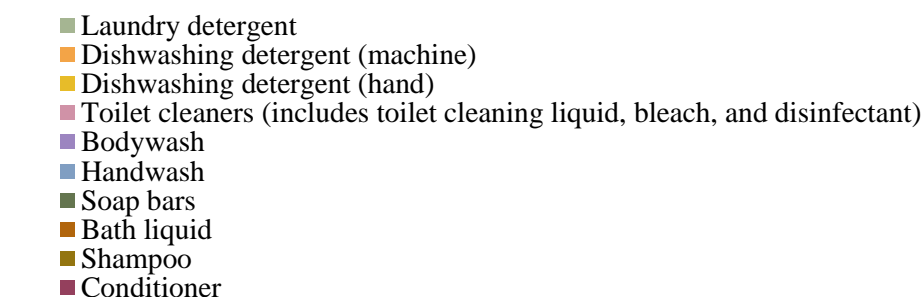 Laundry detergent
Dishwashing detergent (machine)
Dishwashing detergent (hand)
Toilet cleaners (includes toilet cleaning liquid, bleach, and disinfectant)
Bodywash
Handwash
Soap bars
Bath liquid
Shampoo
Conditioner